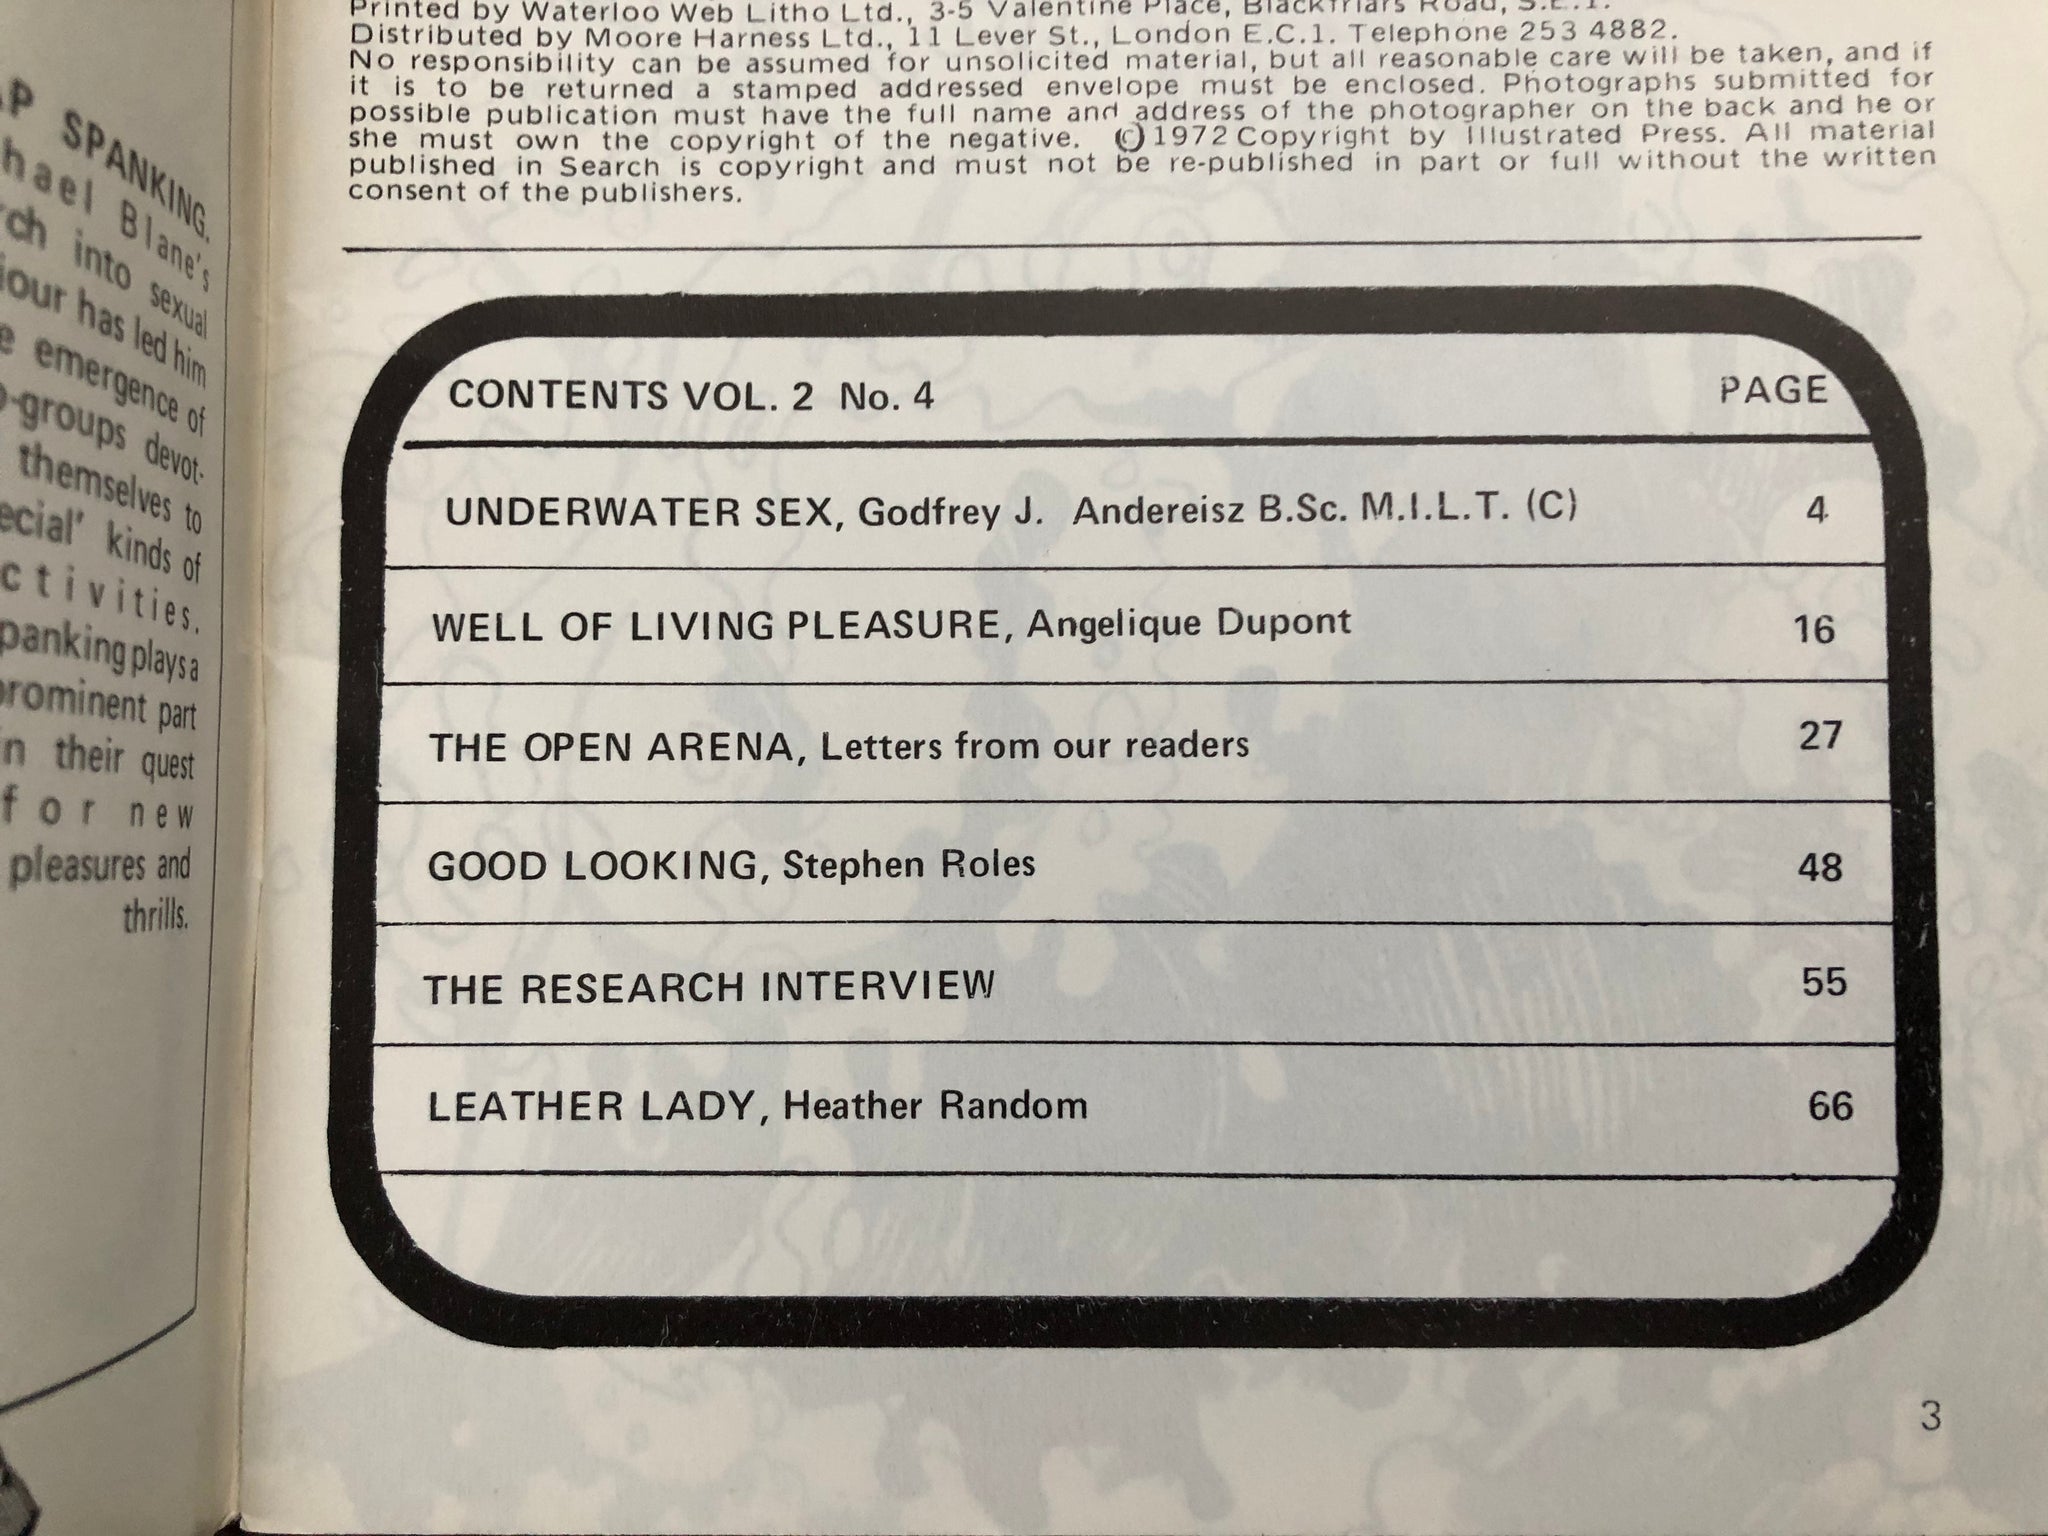 SPANKING.
Blane's
into sexual
has led him
emergence of
groups devot-
themselves to
kinds of
plays a
part
their quest
for new
pleasures and
thrills.
Printed by Waterloo Web Litho Ltd., 3-5 Valentine Place, Blackfriars Road, S.E.1.
Distributed by Moore Harness Ltd., 11 Lever St., London E.C.1. Telephone 253 4882.
No responsibility can be assumed for unsolicited material, but all reasonable care will be taken, and if
it is to be returned a stamped addressed envelope must be enclosed. Photographs submitted for
possible publication must have the full name and address of the photographer on the back and he or
she must own the copyright of the negative. © 1972 Copyright by Illustrated Press. All material
published in Search is copyright and must not be re-published in part or full without the written
consent of the publishers.
CONTENTS VOL. 2 No. 4 PAGE
UNDERWATER SEX, Godfrey J. Andereisz B.Sc. M.I.L.T. (C) 4
WELL OF LIVING PLEASURE, Angelique Dupont 16
THE OPEN ARENA, Letters from our readers 27
GOOD LOOKING, Stephen Roles 48
THE RESEARCH INTERVIEW 55
LEATHER LADY, Heather Random 66
3